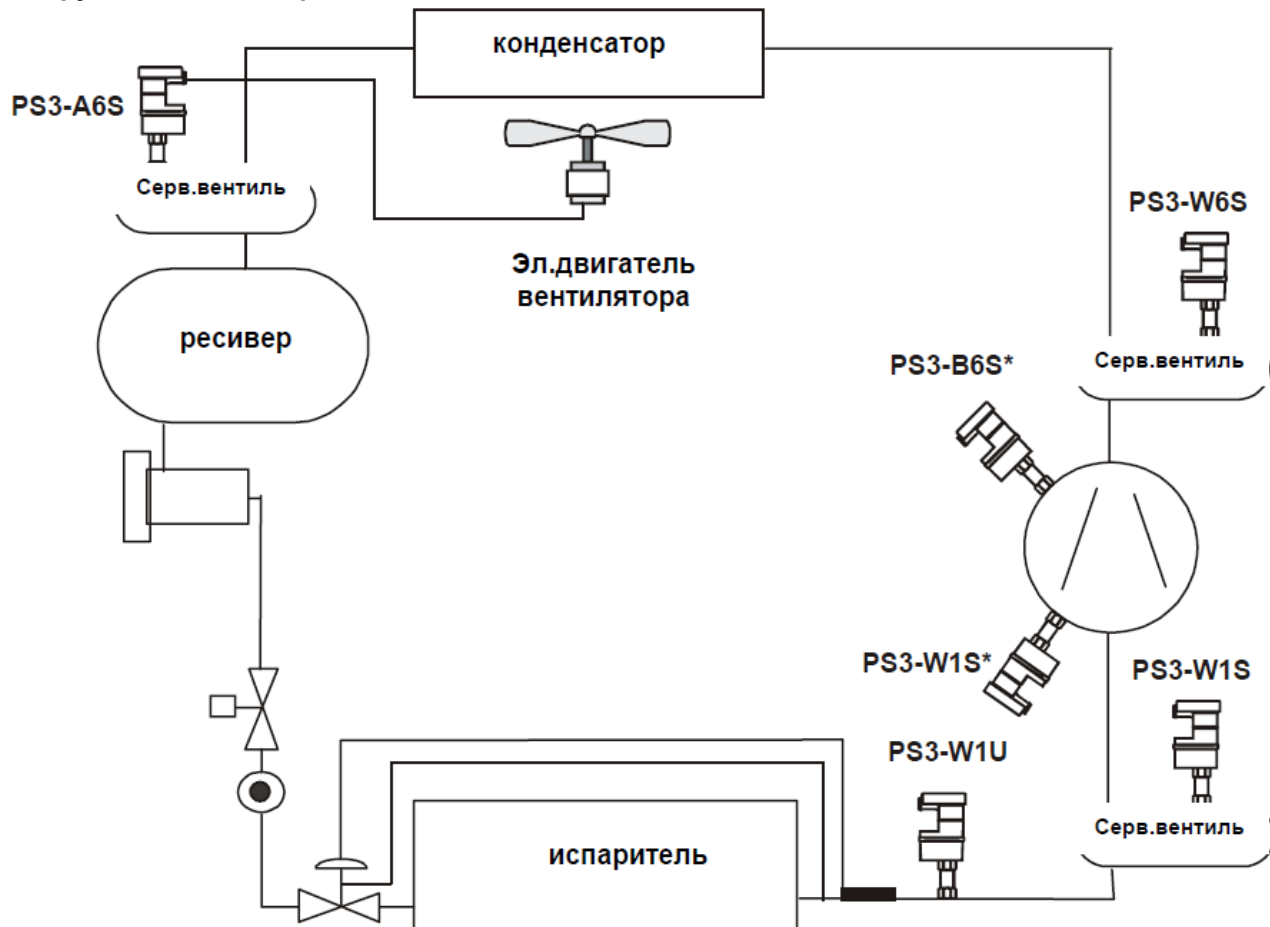 конденсатор
PS3-A6S
Серв.вентиль
PS3-W6S
Эл.двигатель
вентилятора
ресивер
PS3-B6S*
Серв.вентиль
PS3-W1S*
PS3-W1S
PS3-W1U
Серв.вентиль
испаритель